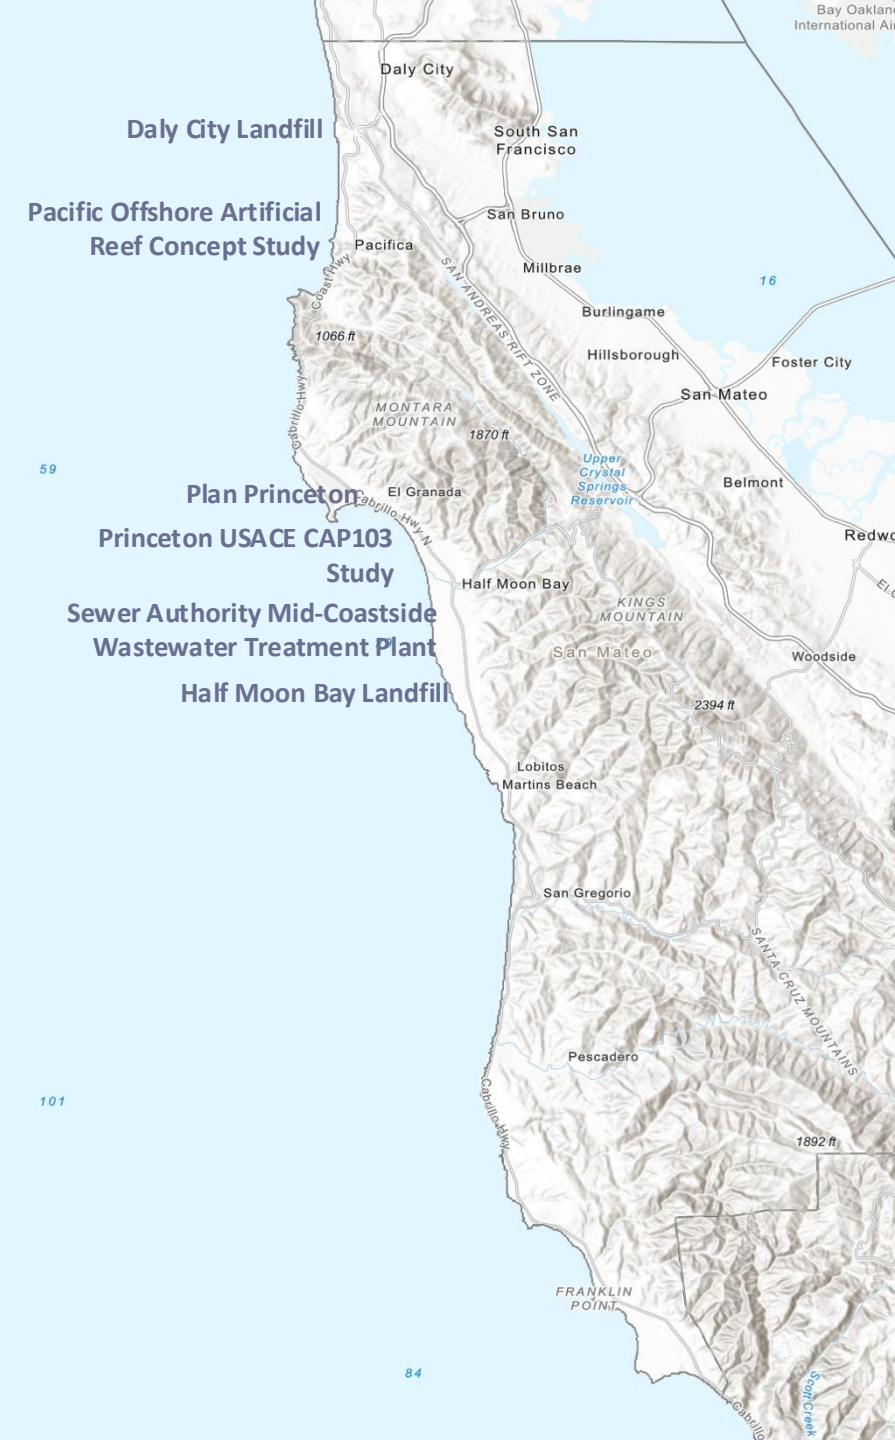 Bay Oaklan
International Ai
Daly City
Daly City Landfill
South San
Francisco
Pacific Offshore Artificial
Reef Concept Study
San Bruno
Pacifica
Coast Hwy
SAN ANDREAS RIFT ZONE
Millbrae
16
Burlingame
1066 ft
Hillsborough
Foster City
San Mateo
Cabrillo Hwy
MONTARA
MOUNTAIN
1870 ft
59
Upper
Crystal
Springs
Reservoir
Belmont
Plan Princeton
El Granada
Cabrillo Hwy N
Princeton USACE CAP103
Study
Redwo
Half Moon Bay
KINGS
MOUNTAIN
Sewer Authority Mid-Coastside
Wastewater Treatment Plant
San Mateo
Woodside
Half Moon Bay Landfill
2394 ft
Lobitos
Martins Beach
San Gregorio
SANTA CRUZ MOUNTAINS
Pescadero
Cabrillo Hwy
101
1892 ft
FRANKLIN
POINT
84
Scott Creek
Cabrillo